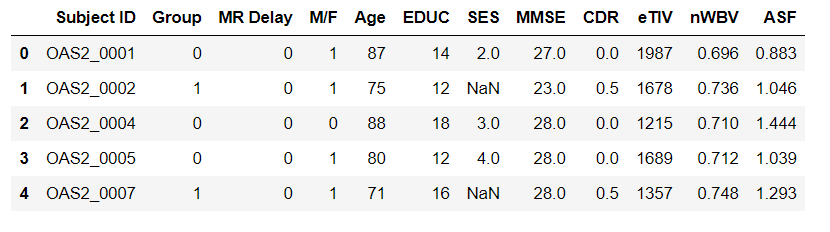 Subject ID Group MR Delay M/F Age EDUC SES MMSE CDR eTIV nWBV ASF
0 OAS2_0001 0 0 1 87 14 2.0 27.0 0.0 1987 0.696 0.883
1 OAS2_0002 1 0 1 75 12 NaN 23.0 0.5 1678 0.736 1.046
2 OAS2_0004 0 0 0 88 18 3.0 28.0 0.0 1215 0.710 1.444
3 OAS2_0005 0 0 1 80 12 4.0 28.0 0.0 1689 0.712 1.039
4 OAS2_0007 1 0 1 71 16 NaN 28.0 0.5 1357 0.748 1.293